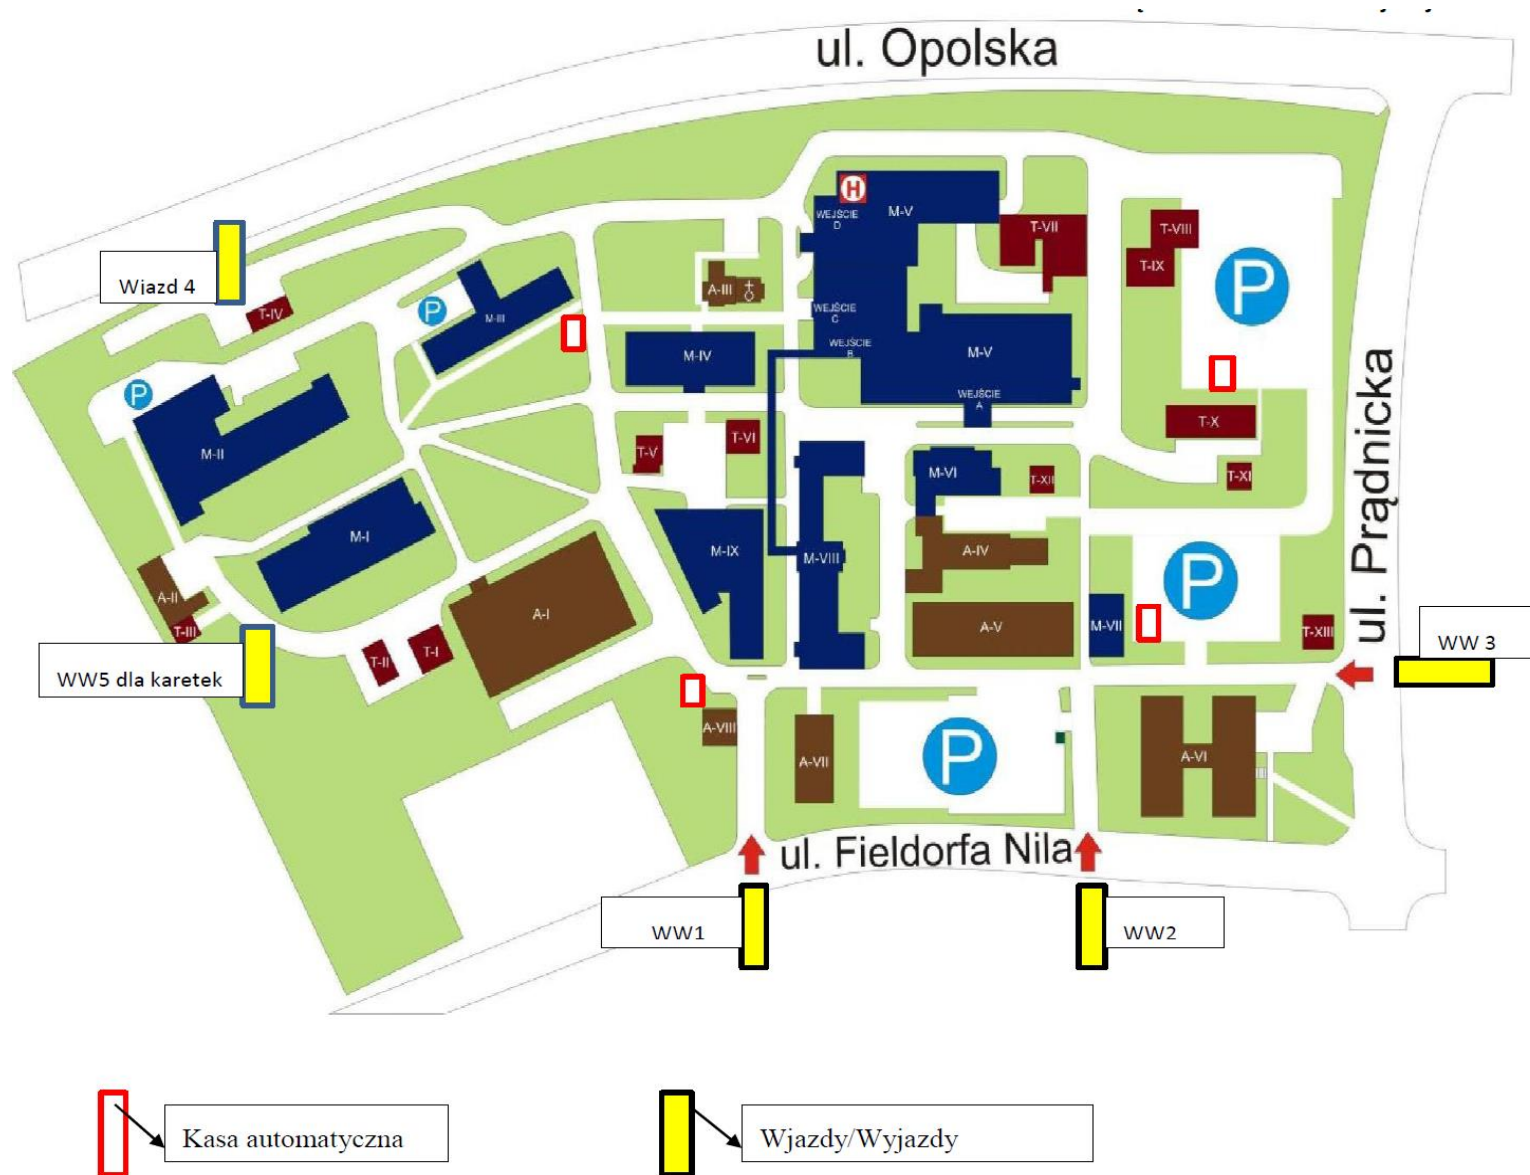 ul. Opolska
H
WEJŚCIE
D
M-V
T-VII
T-VIII
T-IX
P
Wjazd 4
T-IV
P
M-III
A-III
WEJŚCIE
C
WEJŚCIE
B
M-IV
M-V
WEJŚCIE
A
P
M-II
T-V
T-VI
M-VI
T-XII
T-X
T-XI
ul. Prądnicka
M-I
M-IX
M-VIII
A-IV
P
A-II
T-III
A-I
A-V
M-VII
T-XIII
WW 3
WW5 dla karetek
T-II
T-I
A-VIII
A-VII
P
A-VI
ul. Fieldorfa Nila
WW1
WW2
Kasa automatyczna
Wjazdy/Wyjazdy